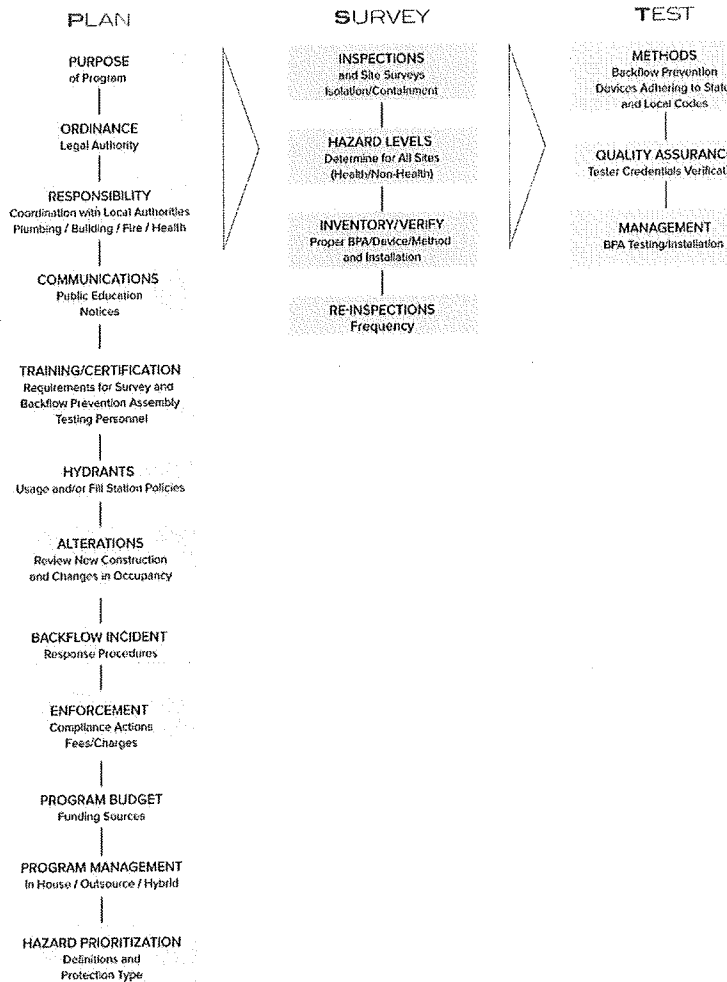 PLAN
PURPOSE
of Program
ORDINANCE
Legal Authority
RESPONSIBILITY
Coordination with Local Authorities
Plumbing / Building / Fire / Health
COMMUNICATIONS
Public Education
Notices
TRAINING/CERTIFICATION
Requirements for Survey and
Backflow Prevention Assembly
Testing Personnel
HYDRANTS
Usage and/or Fill Station Policies
ALTERATIONS
Review New Construction
and Changes in Occupancy
BACKFLOW INCIDENT
Response Procedures
ENFORCEMENT
Compliance Actions
Fees/Charges
PROGRAM BUDGET
Funding Sources
PROGRAM MANAGEMENT
In House / Outsource / Hybrid
HAZARD PRIORITIZATION
Definitions and
Protection Type
SURVEY
INSPECTIONS
and Site Surveys
Isolation/Containment
HAZARD LEVELS
Determine for All Sites
(Health/Non-Health)
INVENTORY/VERIFY
Proper BPA/Device/Method
and Installation
RE-INSPECTIONS
Frequency
TEST
METHODS
Backflow Prevention
Devices Adhering to State
and Local Codes
QUALITY ASSURANC
Tester Credentials Verificat
MANAGEMENT
BPA Testing/Installation